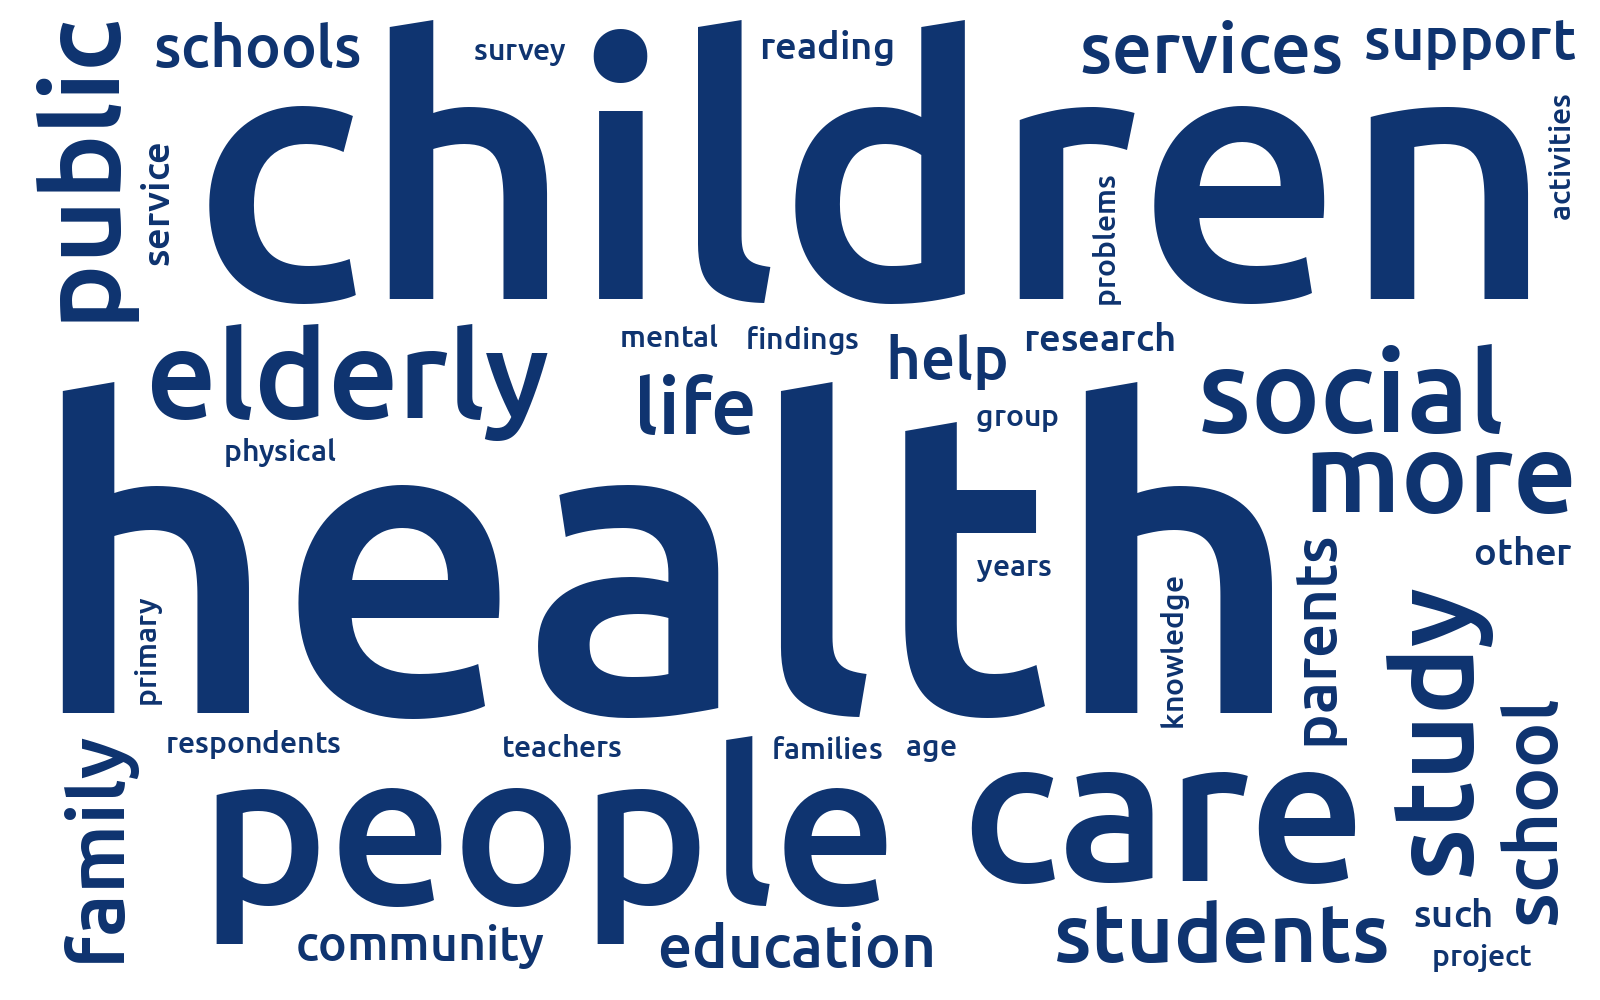 public
schools
survey
reading
services
support
children
service
problems
activities
elderly
mental
findings
help
research
life
group
social
physical
more
health
years
other
primary
knowledge
parents
study
respondents
teachers
families
age
school
family
people
care
community
education
students
such
project